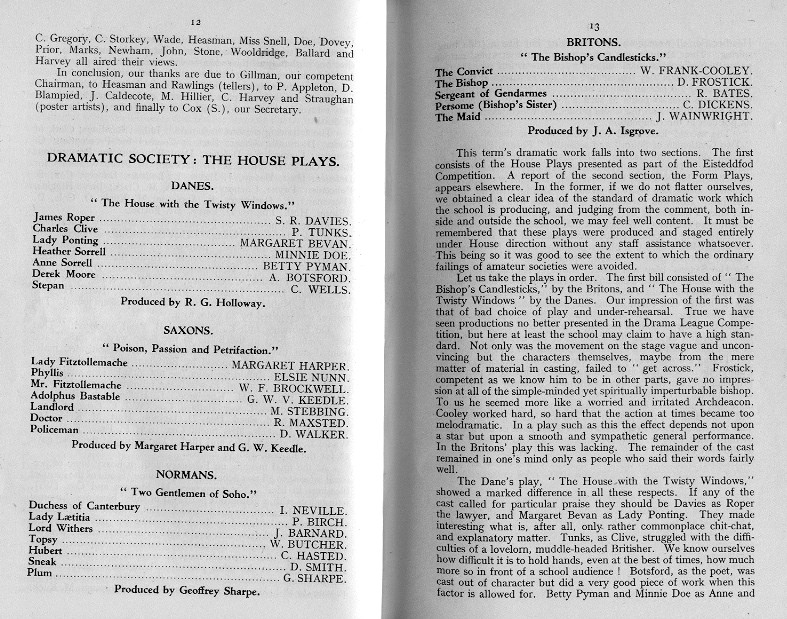 12
C. Gregory, C. Storkey, Wade, Heasman, Miss Snell, Doe, Dovey,
Prior, Marks, Newham, John, Stone, Wooldridge, Ballard and
Harvey all aired their views.
In conclusion, our thanks are due to Gillman, our competent
Chairman, to Heasman and Rawlings (tellers), to P. Appleton, D.
Blampied, J. Caldecote, M. Hillier, C. Harvey and Straughan
(poster artists), and finally to Cox (S.), our Secretary.
DRAMATIC SOCIETY: THE HOUSE PLAYS.
DANES.
" The House with the Twisty Windows."
James Roper ........ S. R. DAVIES.
Charles Clive ........ P. TUNKS.
Lady Ponting ........ MARGARET BEVAN.
Heather Sorrell ........ MINNIE DOE.
Anne Sorrell ........ BETTY PYMAN.
Derek Moore ........ A. BOTSFORD.
Stepan ........ C. WELLS.
Produced by R. G. Holloway.
SAXONS.
" Poison, Passion and Petrifaction."
Lady Fitztollemache ........ MARGARET HARPER.
Phyllis ........ ELSIE NUNN.
Mr. Fitztollemache ........ W. F. BROCKWELL.
Adolphus Bastable ........ G. W. V. KEEDLE.
Landlord ........ M. STEBBING.
Doctor ........ R. MAXSTED.
Policeman ........ D. WALKER.
Produced by Margaret Harper and G. W. Keedle.
NORMANS.
" Two Gentlemen of Soho."
Duchess of Canterbury ........ I. NEVILLE.
Lady Lætitia ........ P. BIRCH.
Lord Withers ........ J. BARNARD.
Topsy ........ W. BUTCHER.
Hubert ........ C. HASTED.
Sneak ........ D. SMITH.
Plum ........ G. SHARPE.
Produced by Geoffrey Sharpe.
13
BRITONS.
" The Bishop's Candlesticks."
The Convict ........ W. FRANK-COOLEY.
The Bishop ........ D. FROSTICK.
Sergeant of Gendarmes ........ R. BATES.
Persome (Bishop's Sister) ........ C. DICKENS.
The Maid ........ J. WAINWRIGHT.
Produced by J. A. Isgrove.
This term's dramatic work falls into two sections. The first
consists of the House Plays presented as part of the Eisteddfod
Competition. A report of the second section, the Form Plays,
appears elsewhere. In the former, if we do not flatter ourselves,
we obtained a clear idea of the standard of dramatic work which
the school is producing, and judging from the comment, both in-
side and outside the school, we may feel well content. It must be
remembered that these plays were produced and staged entirely
under House direction without any staff assistance whatsoever.
This being so it was good to see the extent to which the ordinary
failings of amateur societies were avoided.
Let us take the plays in order. The first bill consisted of " The
Bishop's Candlesticks," by the Britons, and " The House with the
Twisty Windows " by the Danes. Our impression of the first was
that of bad choice of play and under-rehearsal. True we have
seen productions no better presented in the Drama League Compe-
tition, but here at least the school may claim to have a high stan-
dard. Not only was the movement on the stage vague and uncon-
vincing but the characters themselves, maybe from the mere
matter of material in casting, failed to " get across." Frostick,
competent as we know him to be in other parts, gave no impres-
sion at all of the simple-minded yet spiritually imperturbable bishop.
To us he seemed more like a worried and irritated Archdeacon.
Cooley worked hard, so hard that the action at times became too
melodramatic. In a play such as this the effect depends not upon
a star but upon a smooth and sympathetic general performance.
In the Britons' play this was lacking. The remainder of the cast
remained in one's mind only as people who said their words fairly
well.
The Dane's play, " The House with the Twisty Windows,"
showed a marked difference in all these respects. If any of the
cast called for particular praise they should be Davies as Roper
the lawyer, and Margaret Bevan as Lady Ponting. They made
interesting what is, after all, only rather commonplace chit-chat,
and explanatory matter. Tunks, as Clive, struggled with the diffi-
culties of a lovelorn, muddle-headed Britisher. We know ourselves
how difficult it is to hold hands, even at the best of times, how much
more so in front of a school audience ! Botsford, as the poet, was
cast out of character but did a very good piece of work when this
factor is allowed for. Betty Pyman and Minnie Doe as Anne and